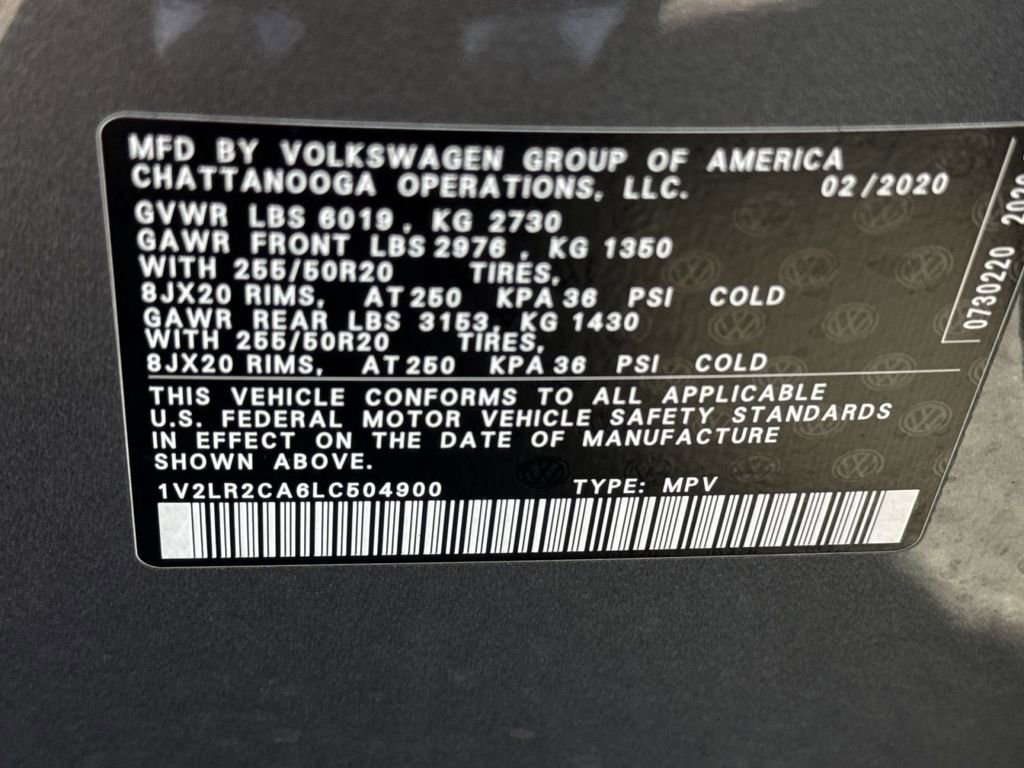 MFD BY VOLKSWAGEN GROUP OF AMERICA
CHATTANOOGA OPERATIONS, LLC. 02/2020
GVWR LBS 6019, KG 2730
GAWR FRONT LBS 2976, KG 1350
WITH 255/50R20 TIRES,
8JX20 RIMS, AT 250 KPA 36 PSI COLD
GAWR REAR LBS 3153, KG 1430
WITH 255/50R20 TIRES,
8JX20 RIMS, AT 250 KPA 36 PSI COLD
THIS VEHICLE CONFORMS TO ALL APPLICABLE
U.S. FEDERAL MOTOR VEHICLE SAFETY STANDARDS
IN EFFECT ON THE DATE OF MANUFACTURE
SHOWN ABOVE.
1V2LR2CA6LC504900 TYPE: MPV
0730220